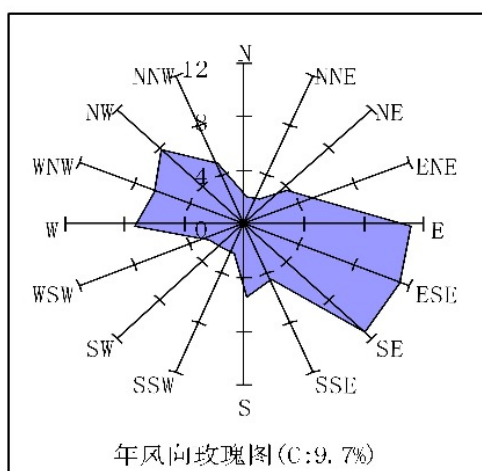 N
NNW 12 NNE
NW 8 NE
WNW 4 ENE
W 0 E
WSW ESE
SW SE
SSW SSE
S
年风向玫瑰图(C:9.7%)